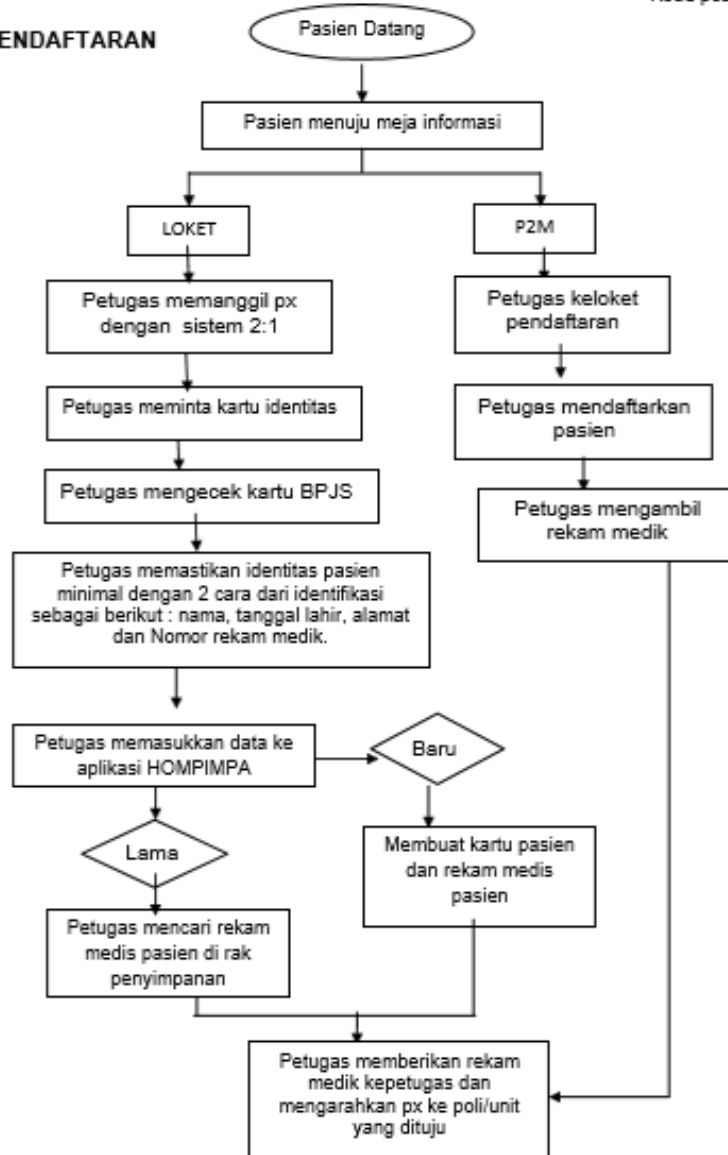 ENDAFTARAN
Pasien Datang
Pasien menuju meja informasi
LOKET
P2M
Petugas memanggil px
dengan sistem 2:1
Petugas keloket
pendaftaran
Petugas meminta kartu identitas
Petugas mendaftarkan
pasien
Petugas mengecek kartu BPJS
Petugas mengambil
rekam medik
Petugas memastikan identitas pasien
minimal dengan 2 cara dari identifikasi
sebagai berikut : nama, tanggal lahir, alamat
dan Nomor rekam medik.
Petugas memasukkan data ke
aplikasi HOMPIMPA
Baru
Lama
Membuat kartu pasien
dan rekam medis
pasien
Petugas mencari rekam
medis pasien di rak
penyimpanan
Petugas memberikan rekam
medik kepetugas dan
mengarahkan px ke poli/unit
yang dituju